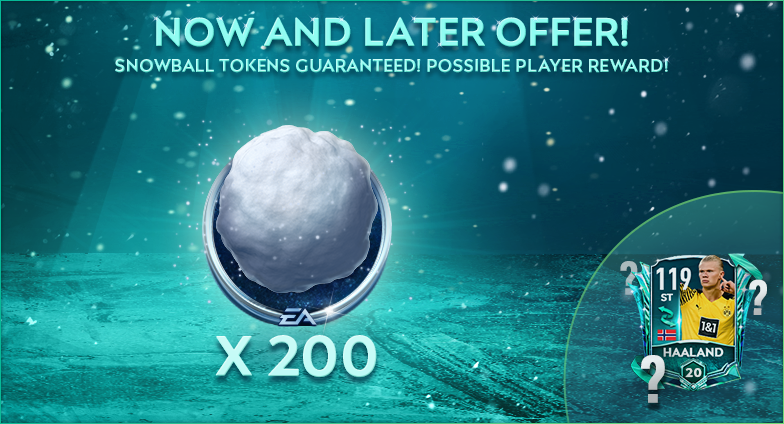 NOW AND LATER OFFER!
SNOWBALL TOKENS GUARANTEED! POSSIBLE PLAYER REWARD!
EA
X 200
?
119
ST
?
1&1
HAALAND
20
?